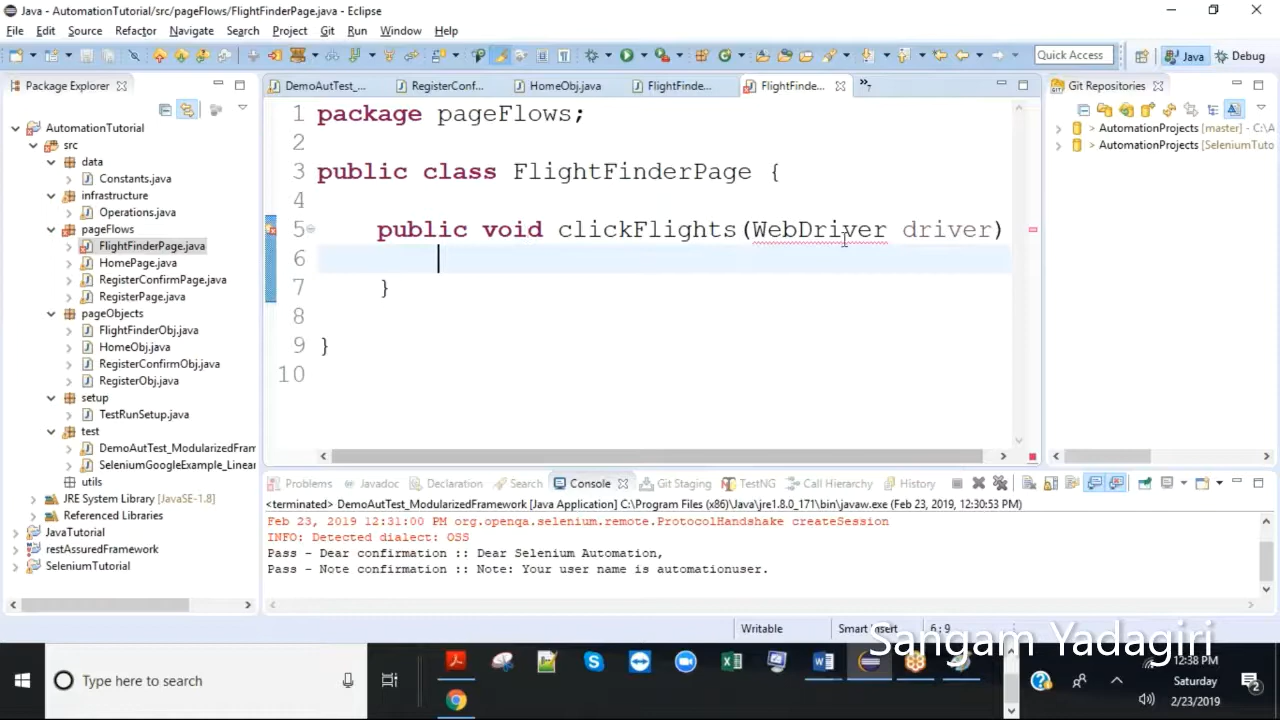 Java - AutomationTutorial/src/pageFlows/FlightFinderPage.java - Eclipse
File Edit Source Refactor Navigate Search Project Git Run Window Help
Quick Access Java Debug
Package Explorer
DemoAutTest_... RegisterConf... HomeObj.java FlightFinde... FlightFinde... »7
Git Repositories
AutomationTutorial
src
data
Constants.java
infrastructure
Operations.java
pageFlows
FlightFinderPage.java
HomePage.java
RegisterConfirmPage.java
RegisterPage.java
pageObjects
FlightFinderObj.java
HomeObj.java
RegisterConfirmObj.java
RegisterObj.java
setup
TestRunSetup.java
test
DemoAutTest_ModularizedFram
SeleniumGoogleExample_Linear
utils
JRE System Library [JavaSE-1.8]
Referenced Libraries
JavaTutorial
restAssuredFramework
SeleniumTutorial
1 package pageFlows;
2
3 public class FlightFinderPage {
4
5 public void clickFlights(WebDriver driver)
6
7 }
8
9 }
10
> AutomationProjects [master] - C:\A
> AutomationProjects [SeleniumTuto
Problems Javadoc Declaration Search Console Git Staging TestNG Call Hierarchy History
<terminated> DemoAutTest_ModularizedFramework [Java Application] C:\Program Files (x86)\Java\jre1.8.0_171\bin\javaw.exe (Feb 23, 2019, 12:30:53 PM)
Feb 23, 2019 12:31:00 PM org.openqa.selenium.remote.ProtocolHandshake createSession
INFO: Detected dialect: OSS
Pass - Dear confirmation :: Dear Selenium Automation,
Pass - Note confirmation :: Note: Your user name is automationuser.
Writable Smart Insert 6 : 9
Sangam Yadagiri
Type here to search
12:38 PM
Saturday
2/23/2019
2